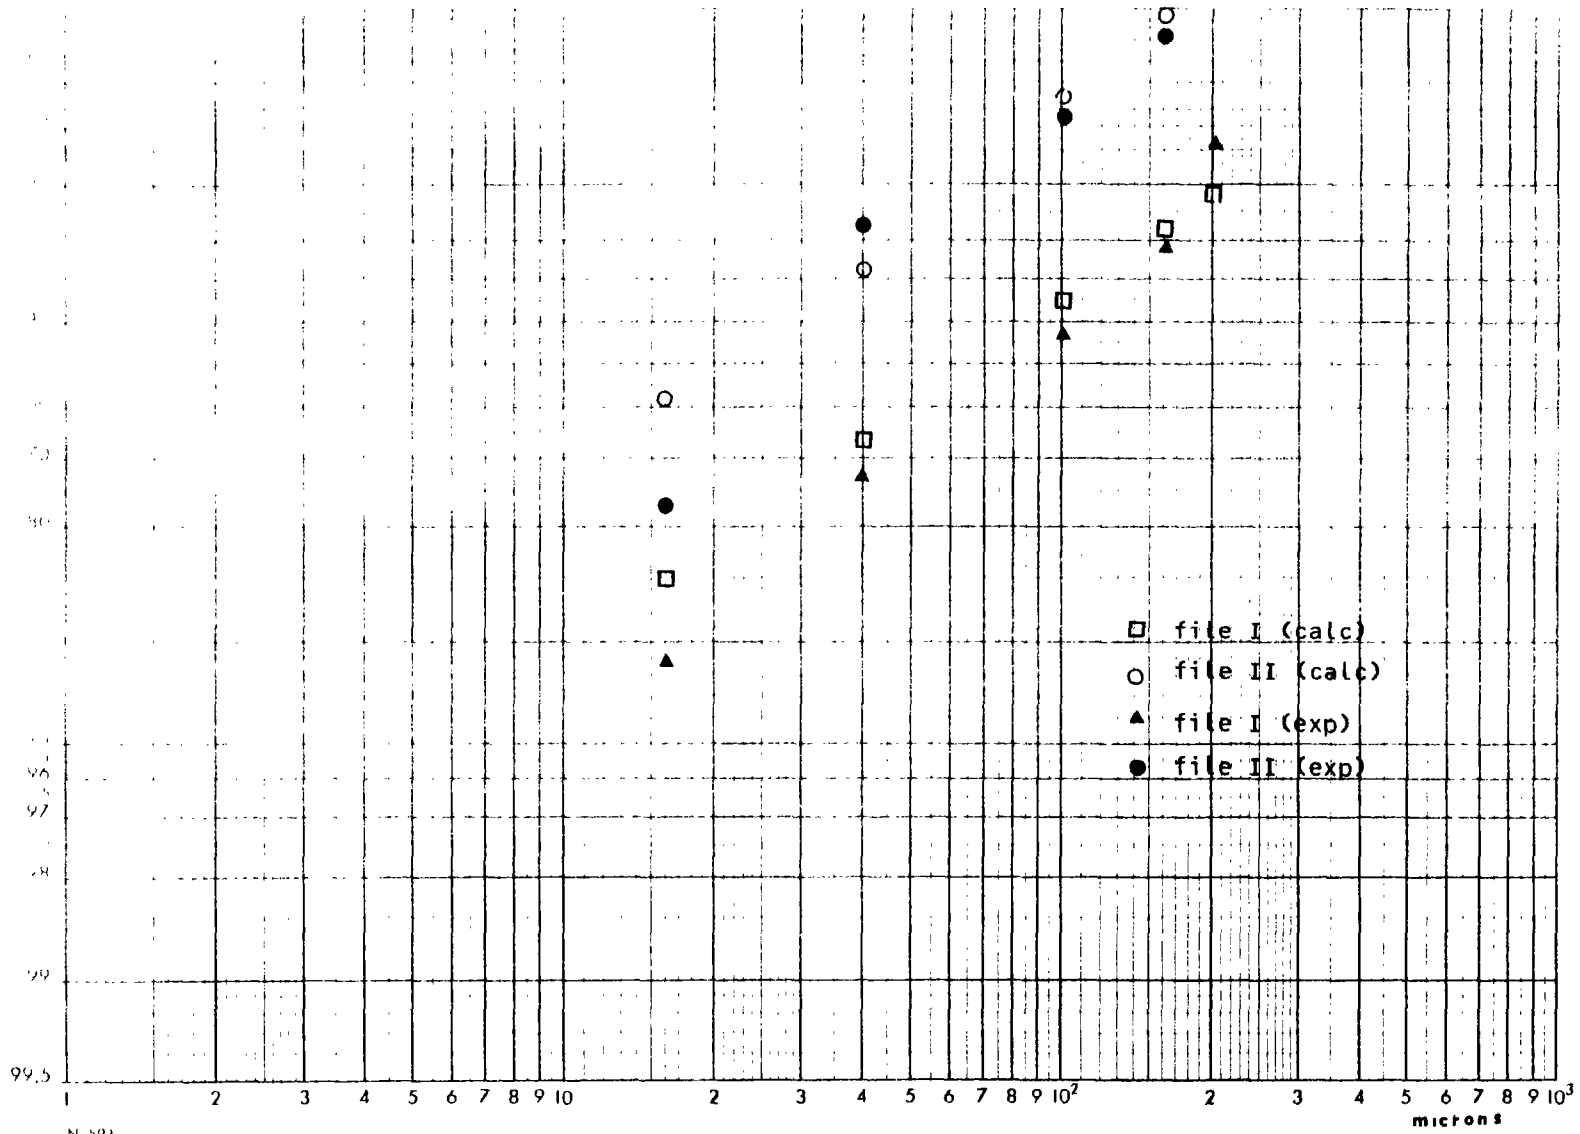 80
file I (calc)
file II (calc)
file I (exp)
file II (exp)
96
97
99
99.5
1 2 3 4 5 6 7 8 9 10 2 3 4 5 6 7 8 9 10² 2 3 4 5 6 7 8 9 10³
microns